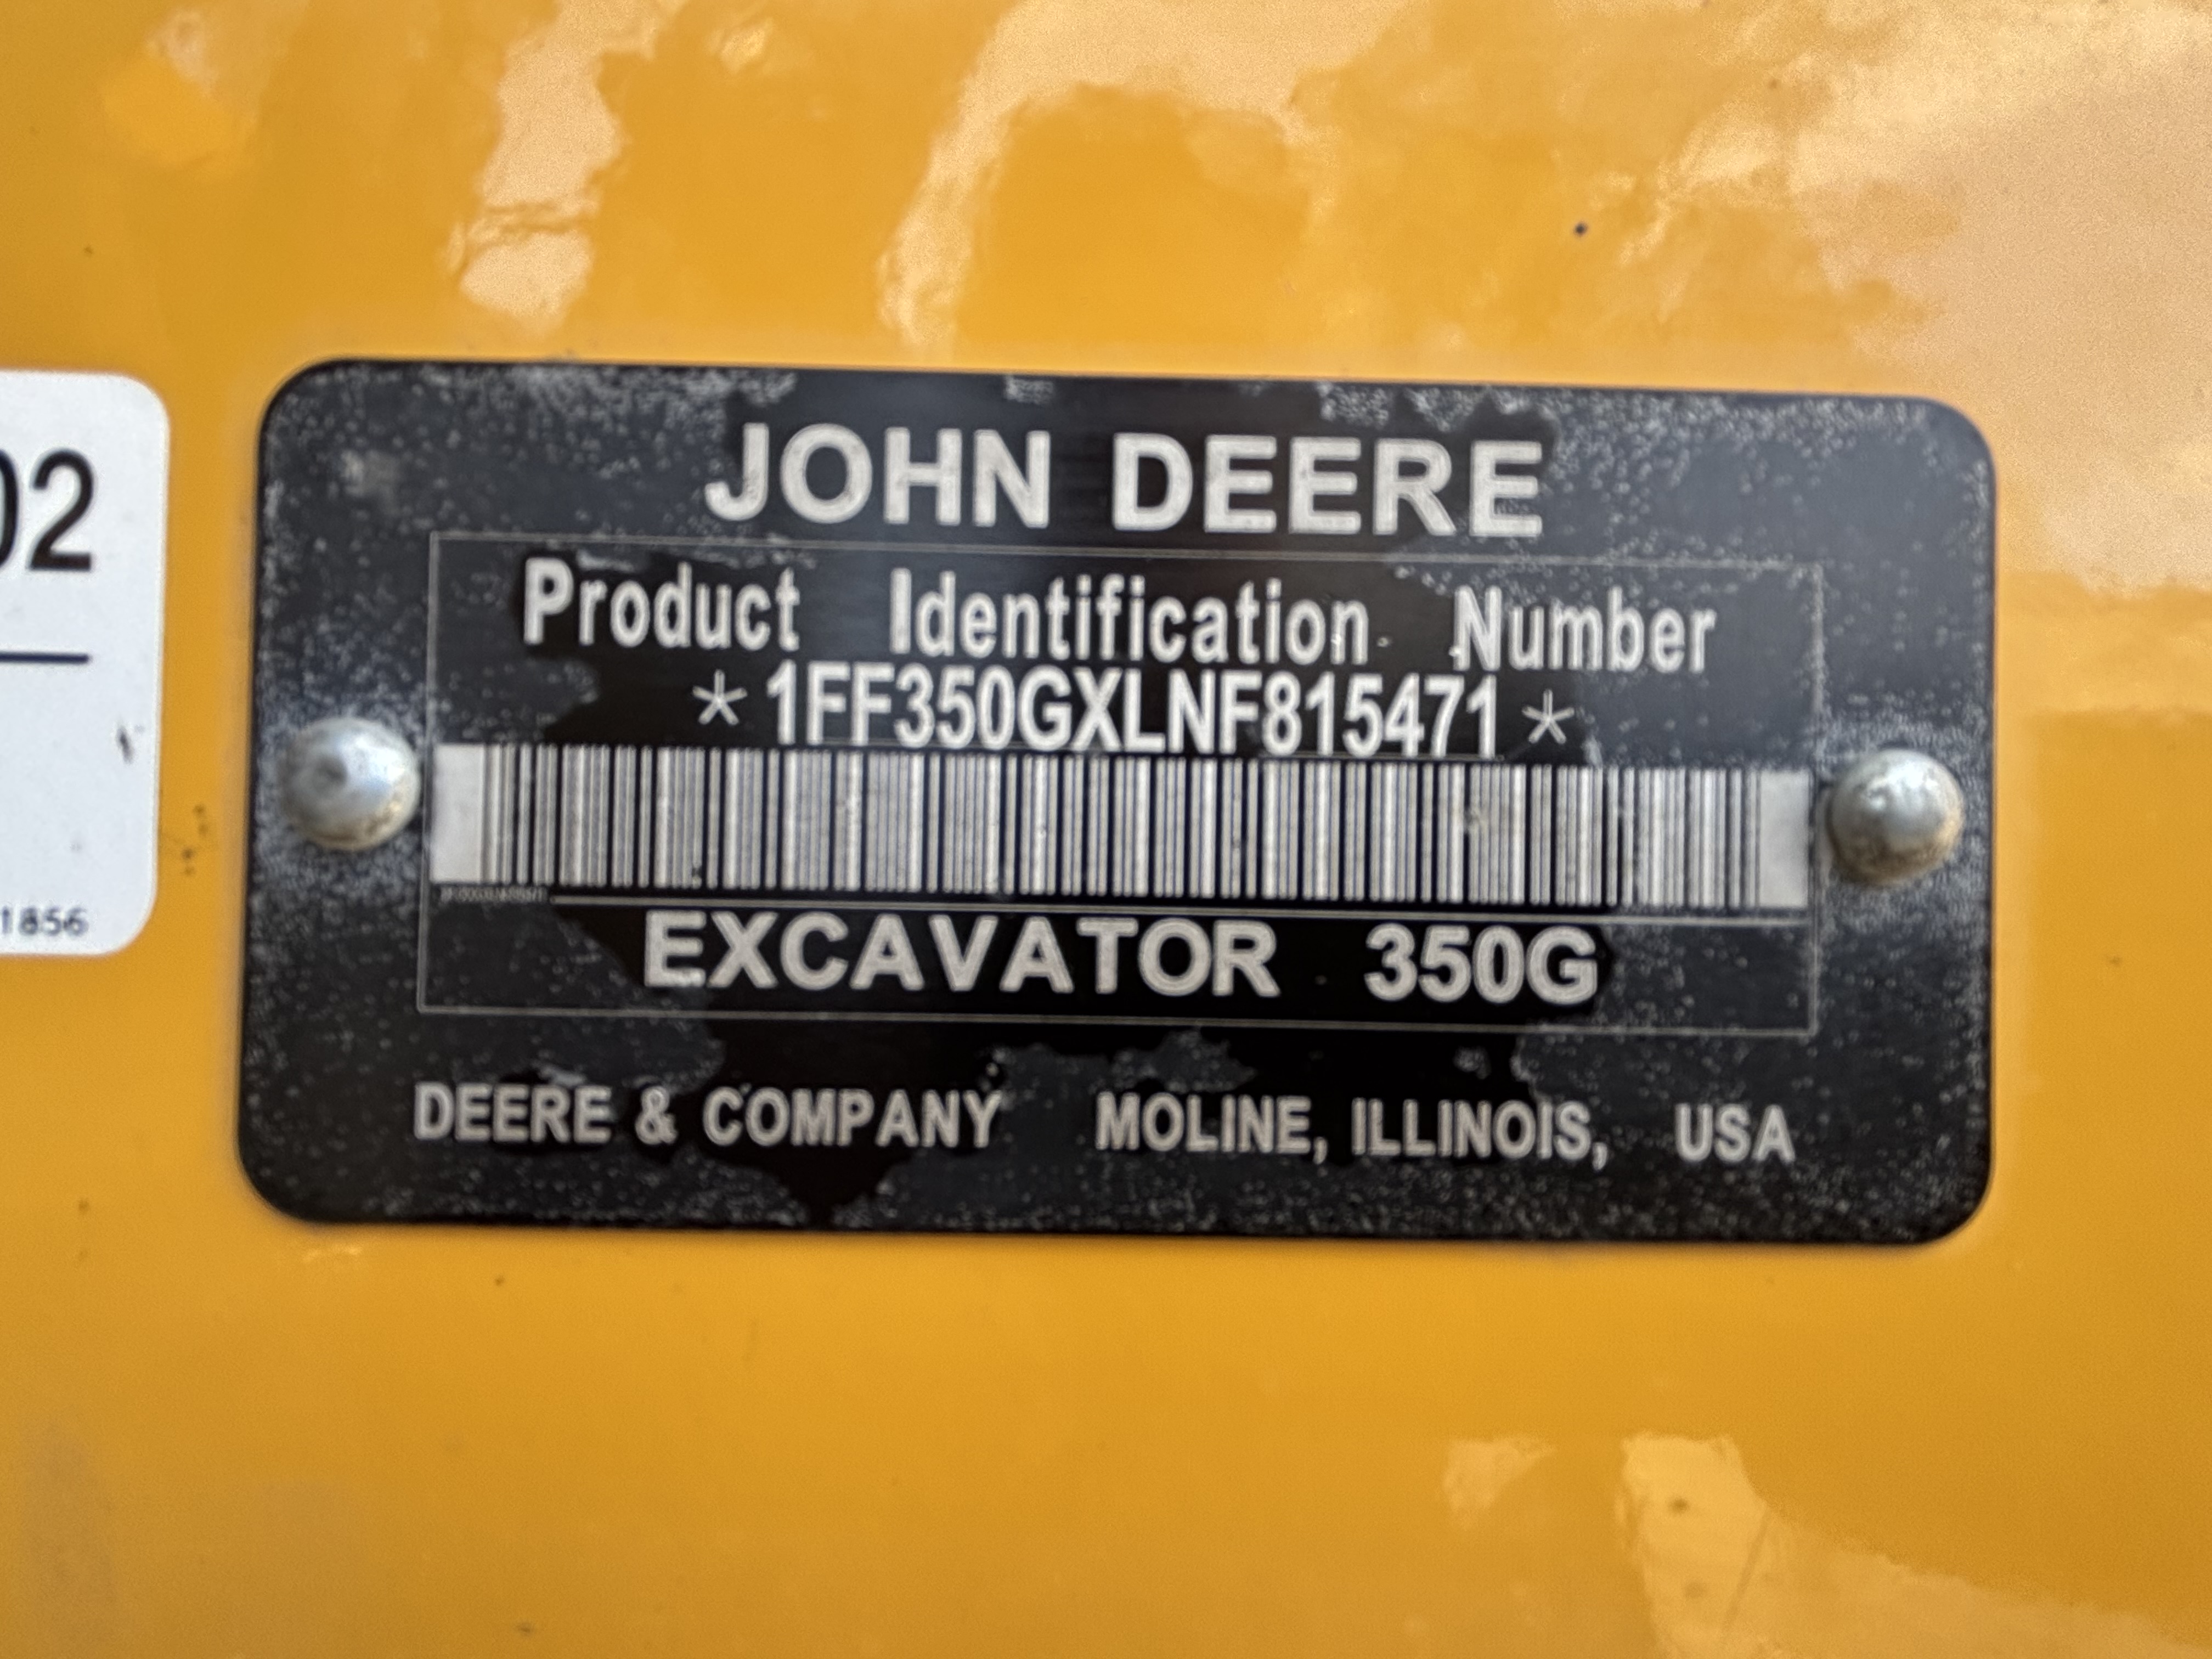 JOHN DEERE
Product Identification Number
*1FF350GXLNF815471*
EXCAVATOR 350G
DEERE & COMPANY MOLINE, ILLINOIS, USA
02
1856